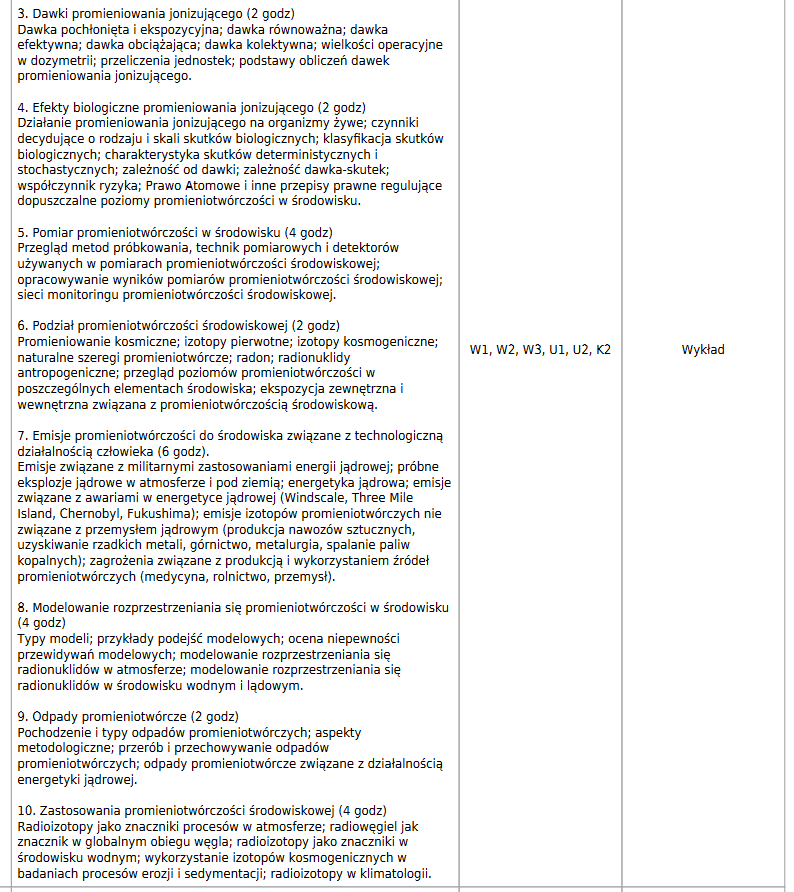 3. Dawki promieniowania jonizującego (2 godz)
Dawka pochłonięta i ekspozycyjna; dawka równoważna; dawka
efektywna; dawka obciążająca; dawka kolektywna; wielkości operacyjne
w dozymetrii; przeliczenia jednostek; podstawy obliczeń dawek
promieniowania jonizującego.
4. Efekty biologiczne promieniowania jonizującego (2 godz)
Działanie promieniowania jonizującego na organizmy żywe; czynniki
decydujące o rodzaju i skali skutków biologicznych; klasyfikacja skutków
biologicznych; charakterystyka skutków deterministycznych i
stochastycznych; zależność od dawki; zależność dawka-skutek;
współczynnik ryzyka; Prawo Atomowe i inne przepisy prawne regulujące
dopuszczalne poziomy promieniotwórczości w środowisku.
5. Pomiar promieniotwórczości w środowisku (4 godz)
Przegląd metod próbkowania, technik pomiarowych i detektorów
używanych w pomiarach promieniotwórczości środowiskowej;
opracowywanie wyników pomiarów promieniotwórczości środowiskowej;
sieci monitoringu promieniotwórczości środowiskowej.
6. Podział promieniotwórczości środowiskowej (2 godz)
Promieniowanie kosmiczne; izotopy pierwotne; izotopy kosmogeniczne;
naturalne szeregi promieniotwórcze; radon; radionuklidy
antropogeniczne; przegląd poziomów promieniotwórczości w
poszczególnych elementach środowiska; ekspozycja zewnętrzna i
wewnętrzna związana z promieniotwórczością środowiskową.
W1, W2, W3, U1, U2, K2
Wykład
7. Emisje promieniotwórczości do środowiska związane z technologiczną
działalnością człowieka (6 godz).
Emisje związane z militarnymi zastosowaniami energii jądrowej; próbne
eksplozje jądrowe w atmosferze i pod ziemią; energetyka jądrowa; emisje
związane z awariami w energetyce jądrowej (Windscale, Three Mile
Island, Chernobyl, Fukushima); emisje izotopów promieniotwórczych nie
związane z przemysłem jądrowym (produkcja nawozów sztucznych,
uzyskiwanie rzadkich metali, górnictwo, metalurgia, spalanie paliw
kopalnych); zagrożenia związane z produkcją i wykorzystaniem źródeł
promieniotwórczych (medycyna, rolnictwo, przemysł).
8. Modelowanie rozprzestrzeniania się promieniotwórczości w środowisku
(4 godz)
Typy modeli; przykłady podejść modelowych; ocena niepewności
przewidywań modelowych; modelowanie rozprzestrzeniania się
radionuklidów w atmosferze; modelowanie rozprzestrzeniania się
radionuklidów w środowisku wodnym i lądowym.
9. Odpady promieniotwórcze (2 godz)
Pochodzenie i typy odpadów promieniotwórczych; aspekty
metodologiczne; przerób i przechowywanie odpadów
promieniotwórczych; odpady promieniotwórcze związane z działalnością
energetyki jądrowej.
10. Zastosowania promieniotwórczości środowiskowej (4 godz)
Radioizotopy jako znaczniki procesów w atmosferze; radiowęgiel jak
znacznik w globalnym obiegu węgla; radioizotopy jako znaczniki w
środowisku wodnym; wykorzystanie izotopów kosmogenicznych w
badaniach procesów erozji i sedymentacji; radioizotopy w klimatologii.